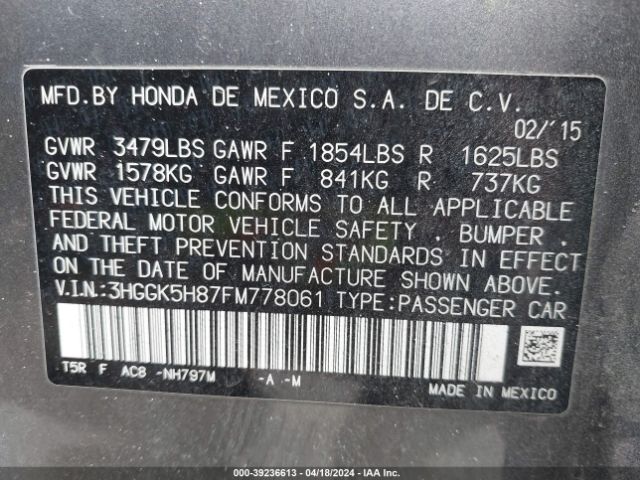 MFD.BY HONDA DE MEXICO S.A. DE C.V.
02/'15
GVWR 3479LBS GAWR F 1854LBS R 1625LBS
GVWR 1578KG GAWR F 841KG R 737KG
THIS VEHICLE CONFORMS TO ALL APPLICABLE
FEDERAL MOTOR VEHICLE SAFETY , BUMPER ,
AND THEFT PREVENTION STANDARDS IN EFFECT
ON THE DATE OF MANUFACTURE SHOWN ABOVE.
V.I.N.:3HGGK5H87FM778061 TYPE:PASSENGER CAR
T5R F AC8 -NH797M -A -M
MADE IN MEXICO
000-39236613 - 04/18/2024 - IAA Inc.